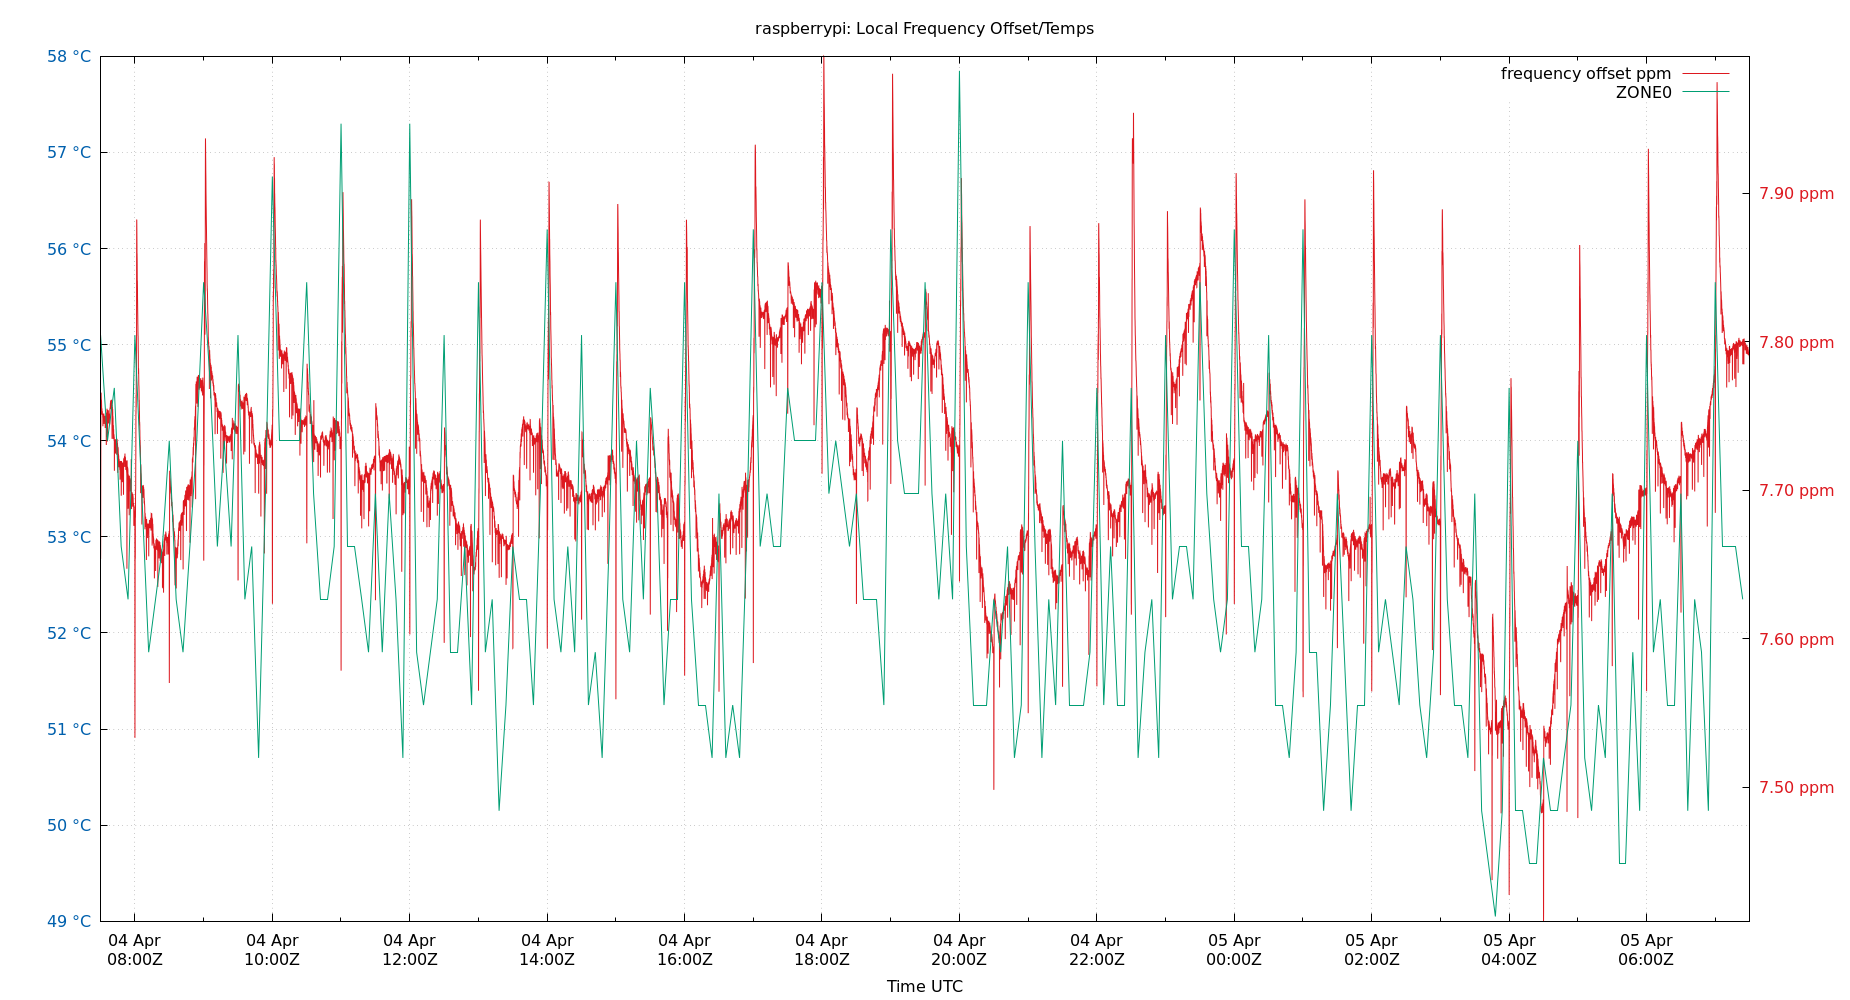 raspberrypi: Local Frequency Offset/Temps
58 °C
57 °C
56 °C
55 °C
54 °C
53 °C
52 °C
51 °C
50 °C
49 °C
frequency offset ppm
ZONE0
7.90 ppm
7.80 ppm
7.70 ppm
7.60 ppm
7.50 ppm
04 Apr 04 Apr 04 Apr 04 Apr 04 Apr 04 Apr 04 Apr 04 Apr 05 Apr 05 Apr 05 Apr 05 Apr
08:00Z 10:00Z 12:00Z 14:00Z 16:00Z 18:00Z 20:00Z 22:00Z 00:00Z 02:00Z 04:00Z 06:00Z
Time UTC